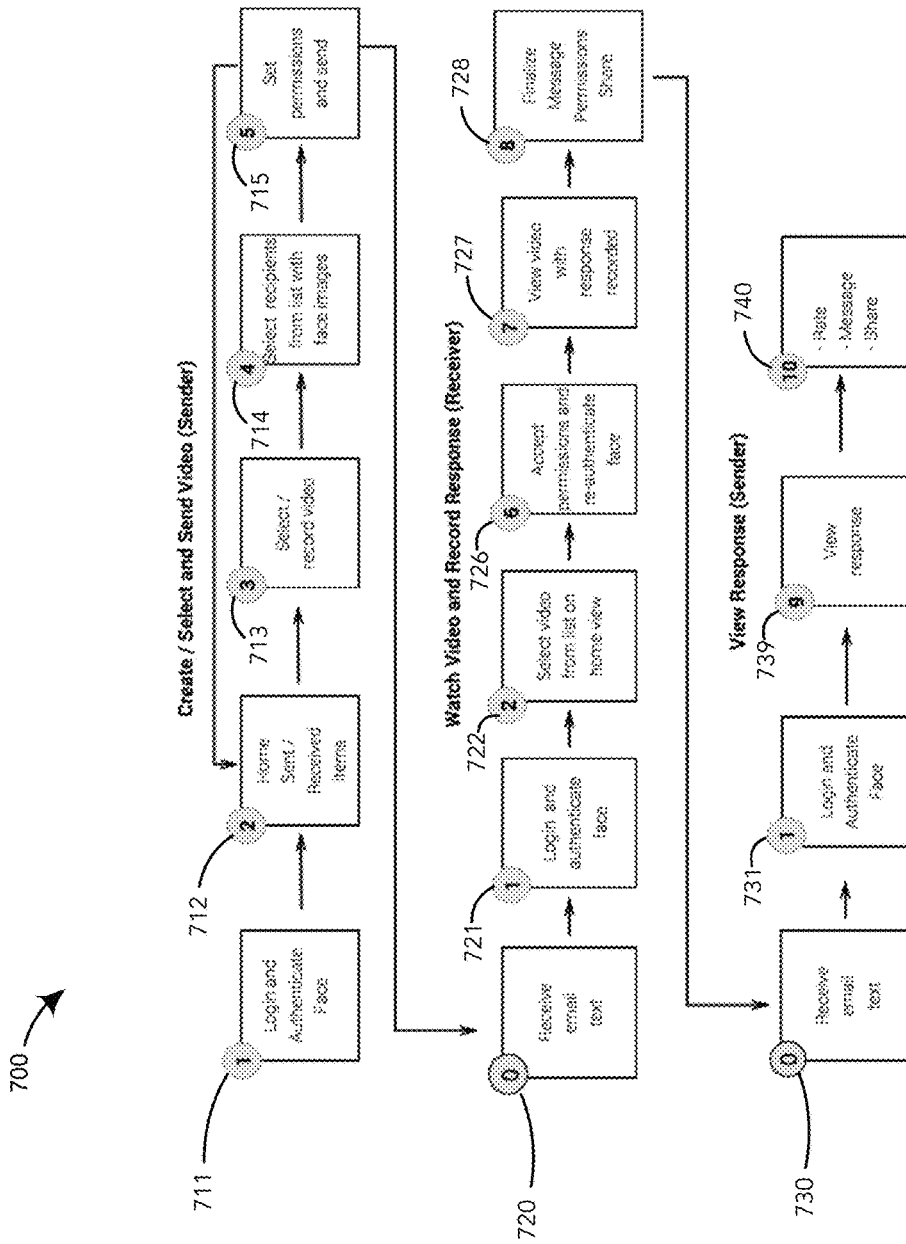 700
Create / Select and Send Video (Sender)
711
1
Login and
Authenticate
Face
712
2
Home
Sent /
Received
Items
713
3
Select /
record video
714
4
Select recipients
from list with
face images
715
5
Set
permissions
and send
Watch Video and Record Response (Receiver)
720
0
Receive
email
text
721
1
Login and
authenticate
face
722
2
Select video
from list on
home view
726
6
Accept
permissions and
re-authenticate
face
727
7
View video
with
response
recorded
728
8
Finalize
Message
Permissions
Share
View Response (Sender)
730
0
Receive
email
text
731
1
Login and
Authenticate
Face
739
9
View
response
740
10
- Rate
- Message
- Share